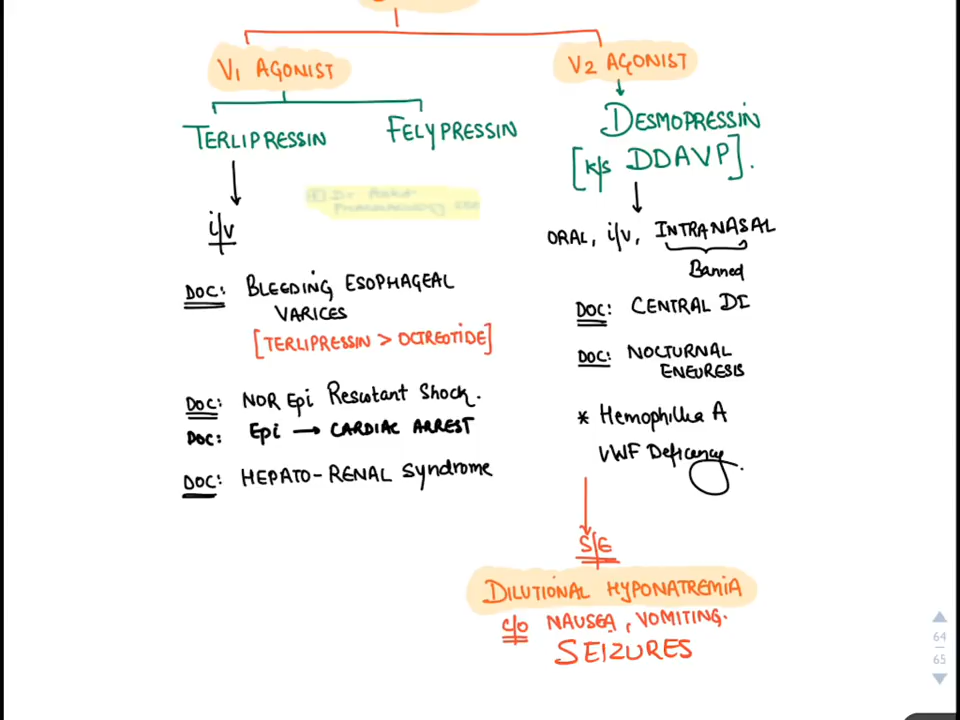 V1 AGONIST
V2 AGONIST
TERLIPRESSIN
FELYPRESSIN
DESMOPRESSIN
[K/S DDAVP].
i/v
DOC: BLEEDING ESOPHAGEAL
VARICES
[TERLIPRESSIN > OCTREOTIDE]
DOC: NOR Epi Resistant Shock.
DOC: Epi → CARDIAC ARREST
DOC: HEPATO-RENAL Syndrome
ORAL, i/v, INTRANASAL
Banned
DOC: CENTRAL DI
DOC: NOCTURNAL
ENEURESIS
* Hemophilia A
VWF Deficiency.
S/E
DILUTIONAL HYPONATREMIA
c/o NAUSEA, VOMITING.
SEIZURES
64
65